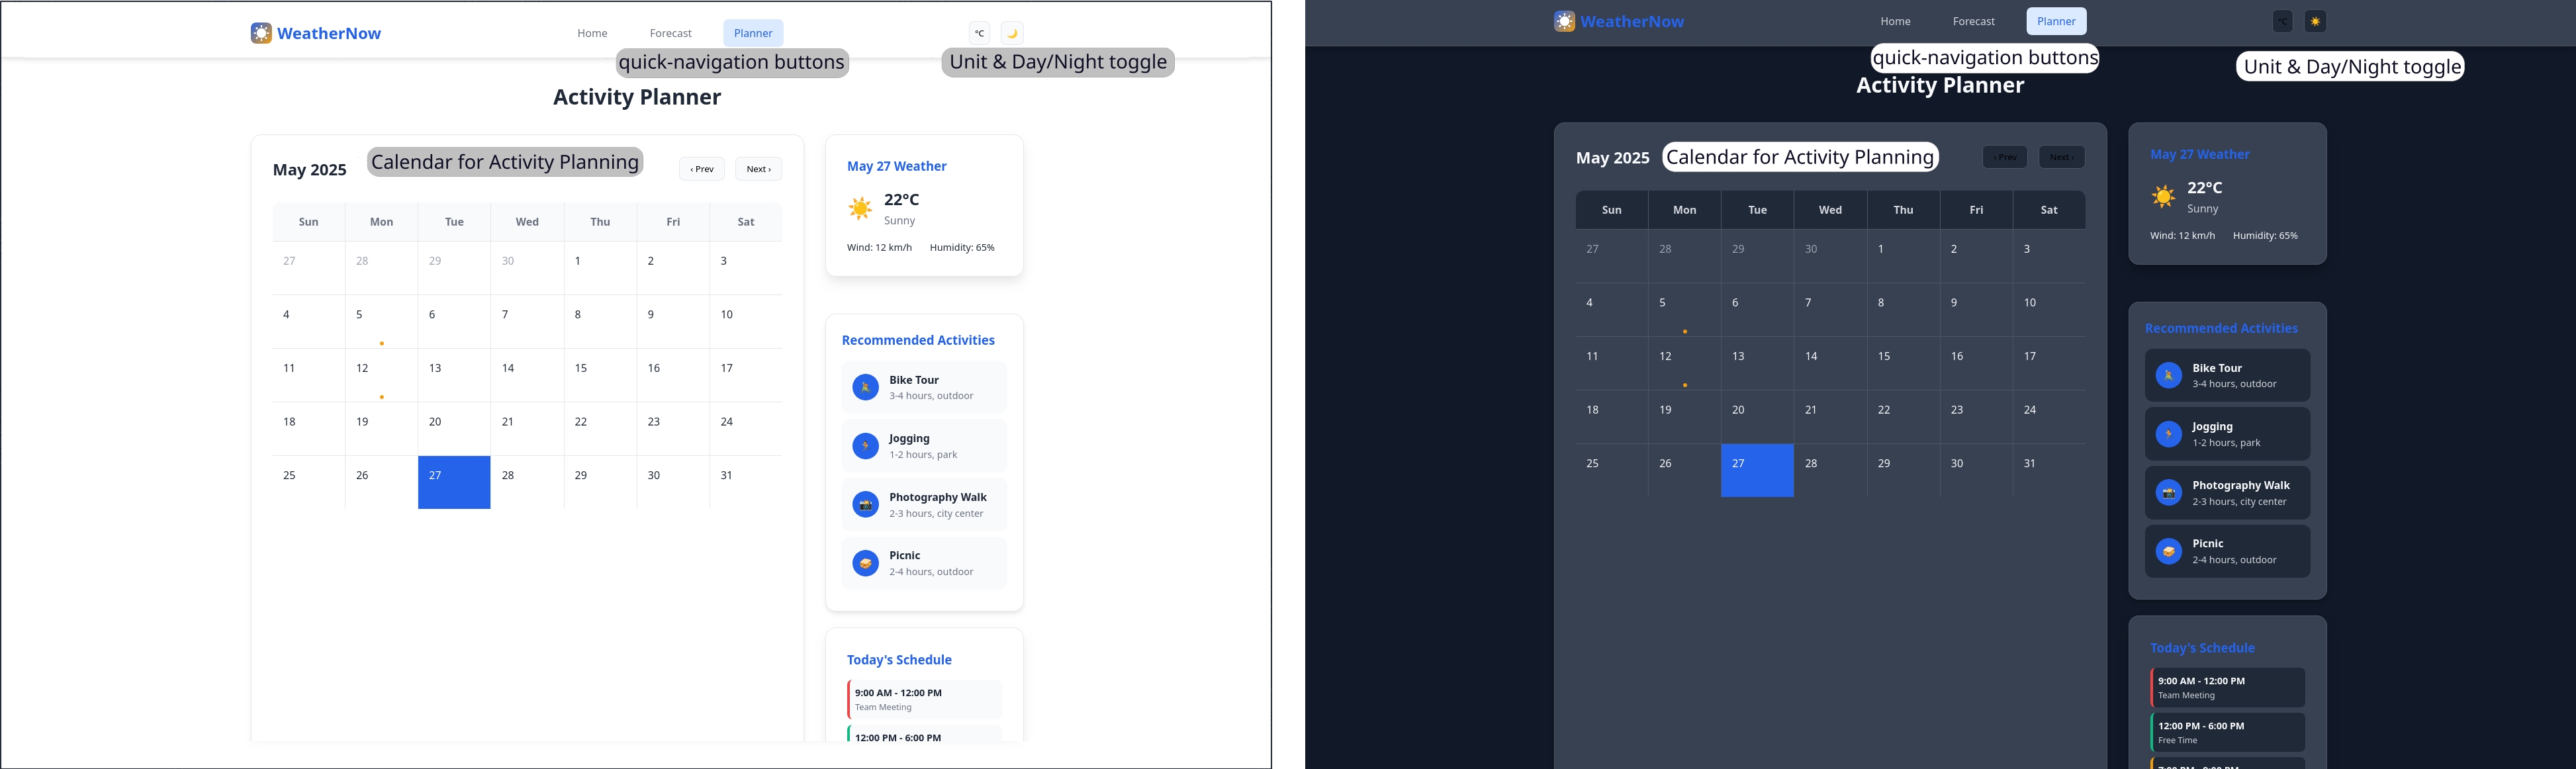 WeatherNow
Home Forecast Planner
°C
quick-navigation buttons
Unit & Day/Night toggle
Activity Planner
May 2025
Calendar for Activity Planning
‹ Prev Next ›
Sun Mon Tue Wed Thu Fri Sat
27 28 29 30 1 2 3
4 5 6 7 8 9 10
11 12 13 14 15 16 17
18 19 20 21 22 23 24
25 26 27 28 29 30 31
May 27 Weather
22°C
Sunny
Wind: 12 km/h Humidity: 65%
Recommended Activities
Bike Tour
3-4 hours, outdoor
Jogging
1-2 hours, park
Photography Walk
2-3 hours, city center
Picnic
2-4 hours, outdoor
Today's Schedule
9:00 AM - 12:00 PM
Team Meeting
12:00 PM - 6:00 PM
WeatherNow
Home Forecast Planner
°C
quick-navigation buttons
Unit & Day/Night toggle
Activity Planner
May 2025
Calendar for Activity Planning
‹ Prev Next ›
Sun Mon Tue Wed Thu Fri Sat
27 28 29 30 1 2 3
4 5 6 7 8 9 10
11 12 13 14 15 16 17
18 19 20 21 22 23 24
25 26 27 28 29 30 31
May 27 Weather
22°C
Sunny
Wind: 12 km/h Humidity: 65%
Recommended Activities
Bike Tour
3-4 hours, outdoor
Jogging
1-2 hours, park
Photography Walk
2-3 hours, city center
Picnic
2-4 hours, outdoor
Today's Schedule
9:00 AM - 12:00 PM
Team Meeting
12:00 PM - 6:00 PM
Free Time